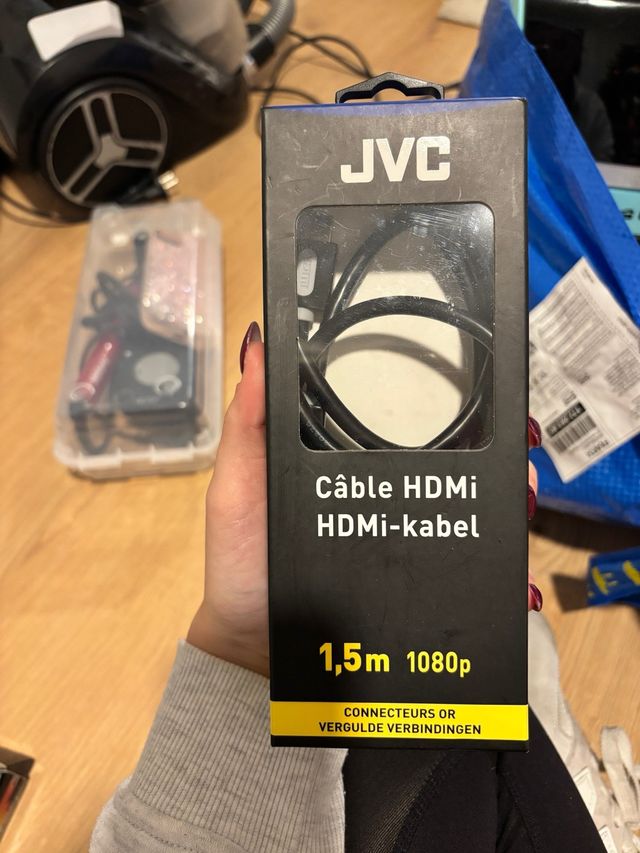 JVC
Câble HDMi
HDMi-kabel
1,5m 1080p
CONNECTEURS OR
VERGULDE VERBINDINGEN